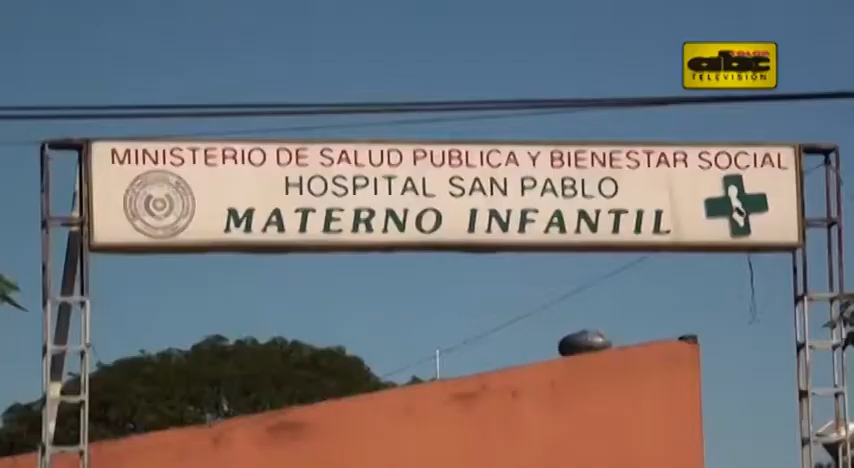 abc
TELEVISION
MINISTERIO DE SALUD PUBLICA Y BIENESTAR SOCIAL
HOSPITAL SAN PABLO
MATERNO INFANTIL